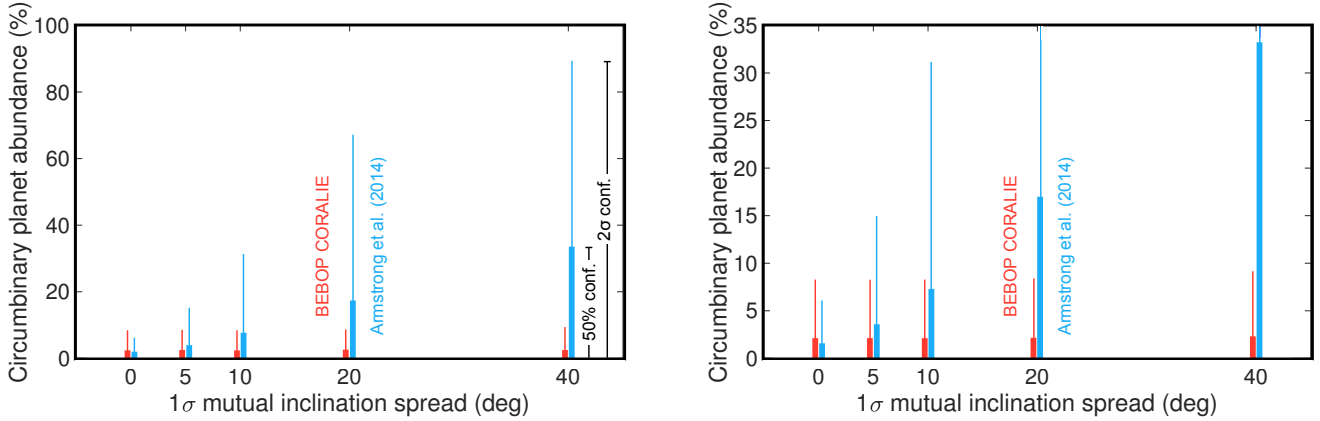 Circumbinary planet abundance (%)
100
80
60
40
20
0
BEBOP CORALIE
Armstrong et al. (2014)
50% conf.
2σ conf.
0 5 10 20 40
1σ mutual inclination spread (deg)
Circumbinary planet abundance (%)
35
30
25
20
15
10
5
0
BEBOP CORALIE
Armstrong et al. (2014)
0 5 10 20 40
1σ mutual inclination spread (deg)